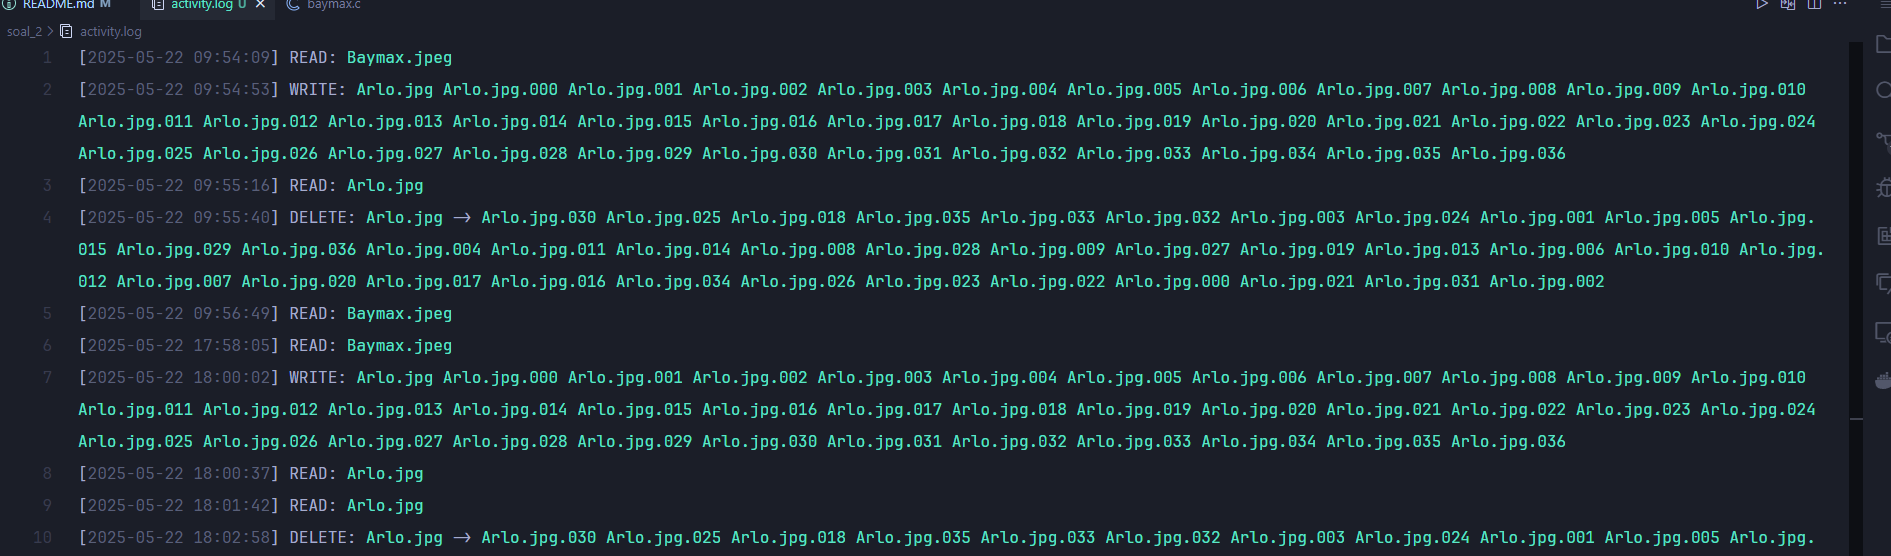 README.md M activity.log U × baymax.c
soal_2 > activity.log
1 [2025-05-22 09:54:09] READ: Baymax.jpeg
2 [2025-05-22 09:54:53] WRITE: Arlo.jpg Arlo.jpg.000 Arlo.jpg.001 Arlo.jpg.002 Arlo.jpg.003 Arlo.jpg.004 Arlo.jpg.005 Arlo.jpg.006 Arlo.jpg.007 Arlo.jpg.008 Arlo.jpg.009 Arlo.jpg.010
Arlo.jpg.011 Arlo.jpg.012 Arlo.jpg.013 Arlo.jpg.014 Arlo.jpg.015 Arlo.jpg.016 Arlo.jpg.017 Arlo.jpg.018 Arlo.jpg.019 Arlo.jpg.020 Arlo.jpg.021 Arlo.jpg.022 Arlo.jpg.023 Arlo.jpg.024
Arlo.jpg.025 Arlo.jpg.026 Arlo.jpg.027 Arlo.jpg.028 Arlo.jpg.029 Arlo.jpg.030 Arlo.jpg.031 Arlo.jpg.032 Arlo.jpg.033 Arlo.jpg.034 Arlo.jpg.035 Arlo.jpg.036
3 [2025-05-22 09:55:16] READ: Arlo.jpg
4 [2025-05-22 09:55:40] DELETE: Arlo.jpg -> Arlo.jpg.030 Arlo.jpg.025 Arlo.jpg.018 Arlo.jpg.035 Arlo.jpg.033 Arlo.jpg.032 Arlo.jpg.003 Arlo.jpg.024 Arlo.jpg.001 Arlo.jpg.005 Arlo.jpg.
015 Arlo.jpg.029 Arlo.jpg.036 Arlo.jpg.004 Arlo.jpg.011 Arlo.jpg.014 Arlo.jpg.008 Arlo.jpg.028 Arlo.jpg.009 Arlo.jpg.027 Arlo.jpg.019 Arlo.jpg.013 Arlo.jpg.006 Arlo.jpg.010 Arlo.jpg.
012 Arlo.jpg.007 Arlo.jpg.020 Arlo.jpg.017 Arlo.jpg.016 Arlo.jpg.034 Arlo.jpg.026 Arlo.jpg.023 Arlo.jpg.022 Arlo.jpg.000 Arlo.jpg.021 Arlo.jpg.031 Arlo.jpg.002
5 [2025-05-22 09:56:49] READ: Baymax.jpeg
6 [2025-05-22 17:58:05] READ: Baymax.jpeg
7 [2025-05-22 18:00:02] WRITE: Arlo.jpg Arlo.jpg.000 Arlo.jpg.001 Arlo.jpg.002 Arlo.jpg.003 Arlo.jpg.004 Arlo.jpg.005 Arlo.jpg.006 Arlo.jpg.007 Arlo.jpg.008 Arlo.jpg.009 Arlo.jpg.010
Arlo.jpg.011 Arlo.jpg.012 Arlo.jpg.013 Arlo.jpg.014 Arlo.jpg.015 Arlo.jpg.016 Arlo.jpg.017 Arlo.jpg.018 Arlo.jpg.019 Arlo.jpg.020 Arlo.jpg.021 Arlo.jpg.022 Arlo.jpg.023 Arlo.jpg.024
Arlo.jpg.025 Arlo.jpg.026 Arlo.jpg.027 Arlo.jpg.028 Arlo.jpg.029 Arlo.jpg.030 Arlo.jpg.031 Arlo.jpg.032 Arlo.jpg.033 Arlo.jpg.034 Arlo.jpg.035 Arlo.jpg.036
8 [2025-05-22 18:00:37] READ: Arlo.jpg
9 [2025-05-22 18:01:42] READ: Arlo.jpg
10 [2025-05-22 18:02:58] DELETE: Arlo.jpg -> Arlo.jpg.030 Arlo.jpg.025 Arlo.jpg.018 Arlo.jpg.035 Arlo.jpg.033 Arlo.jpg.032 Arlo.jpg.003 Arlo.jpg.024 Arlo.jpg.001 Arlo.jpg.005 Arlo.jpg.